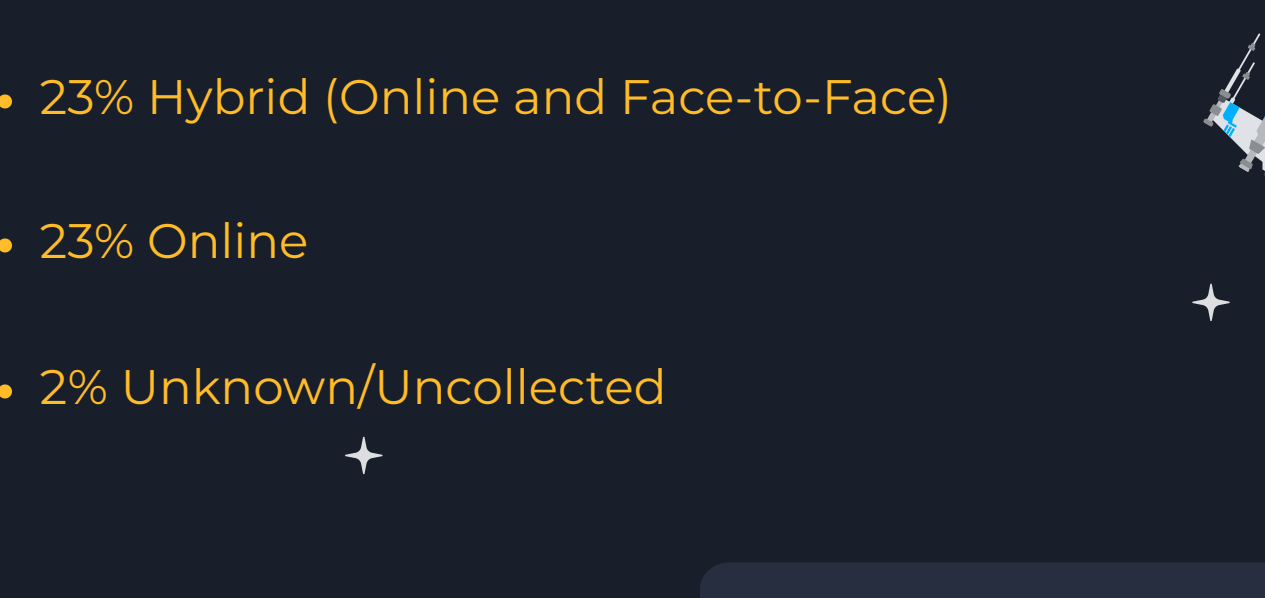 • 23% Hybrid (Online and Face-to-Face)
• 23% Online
• 2% Unknown/Uncollected